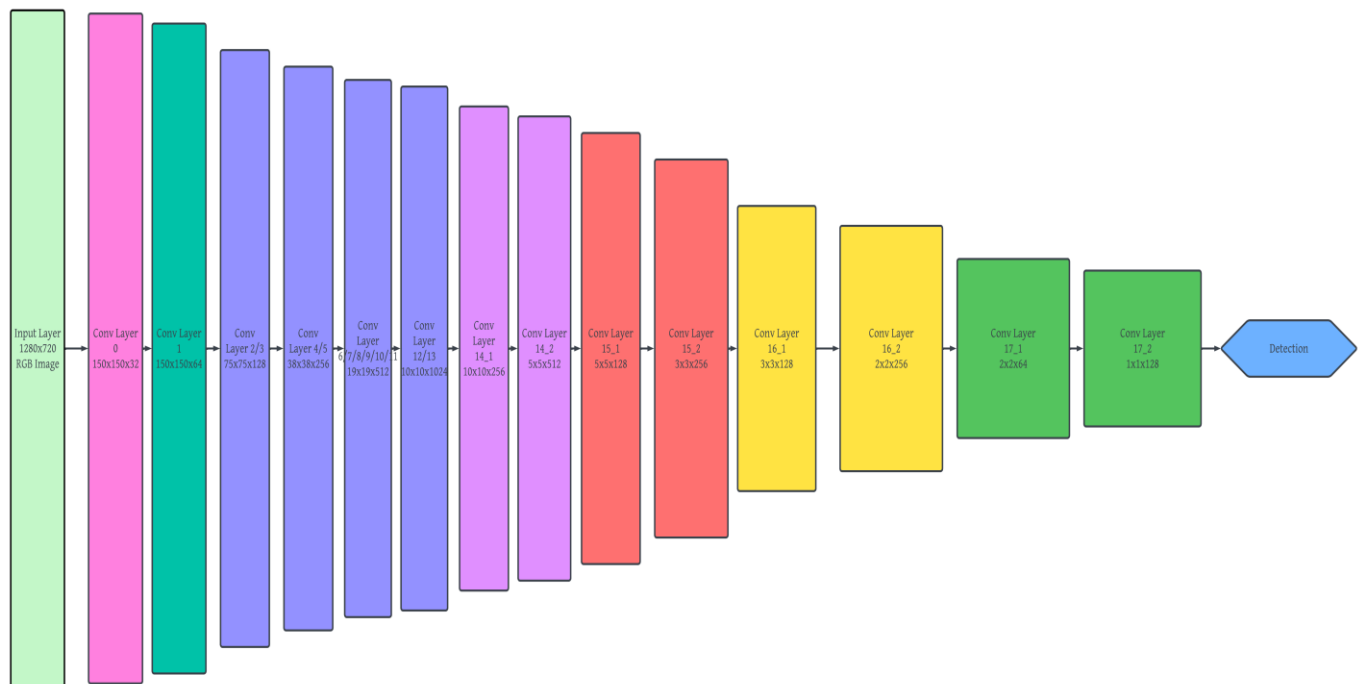 Input Layer
1280x720
RGB Image
Conv Layer
0
150x150x32
Conv Layer
1
150x150x64
Conv
Layer 2/3
75x75x128
Conv
Layer 4/5
38x38x256
Conv
Layer
6/7/8/9/10/11
19x19x512
Conv
Layer
12/13
10x10x1024
Conv
Layer
14_1
10x10x256
Conv Layer
14_2
5x5x512
Conv Layer
15_1
5x5x128
Conv Layer
15_2
3x3x256
Conv Layer
16_1
3x3x128
Conv Layer
16_2
2x2x256
Conv Layer
17_1
2x2x64
Conv Layer
17_2
1x1x128
Detection